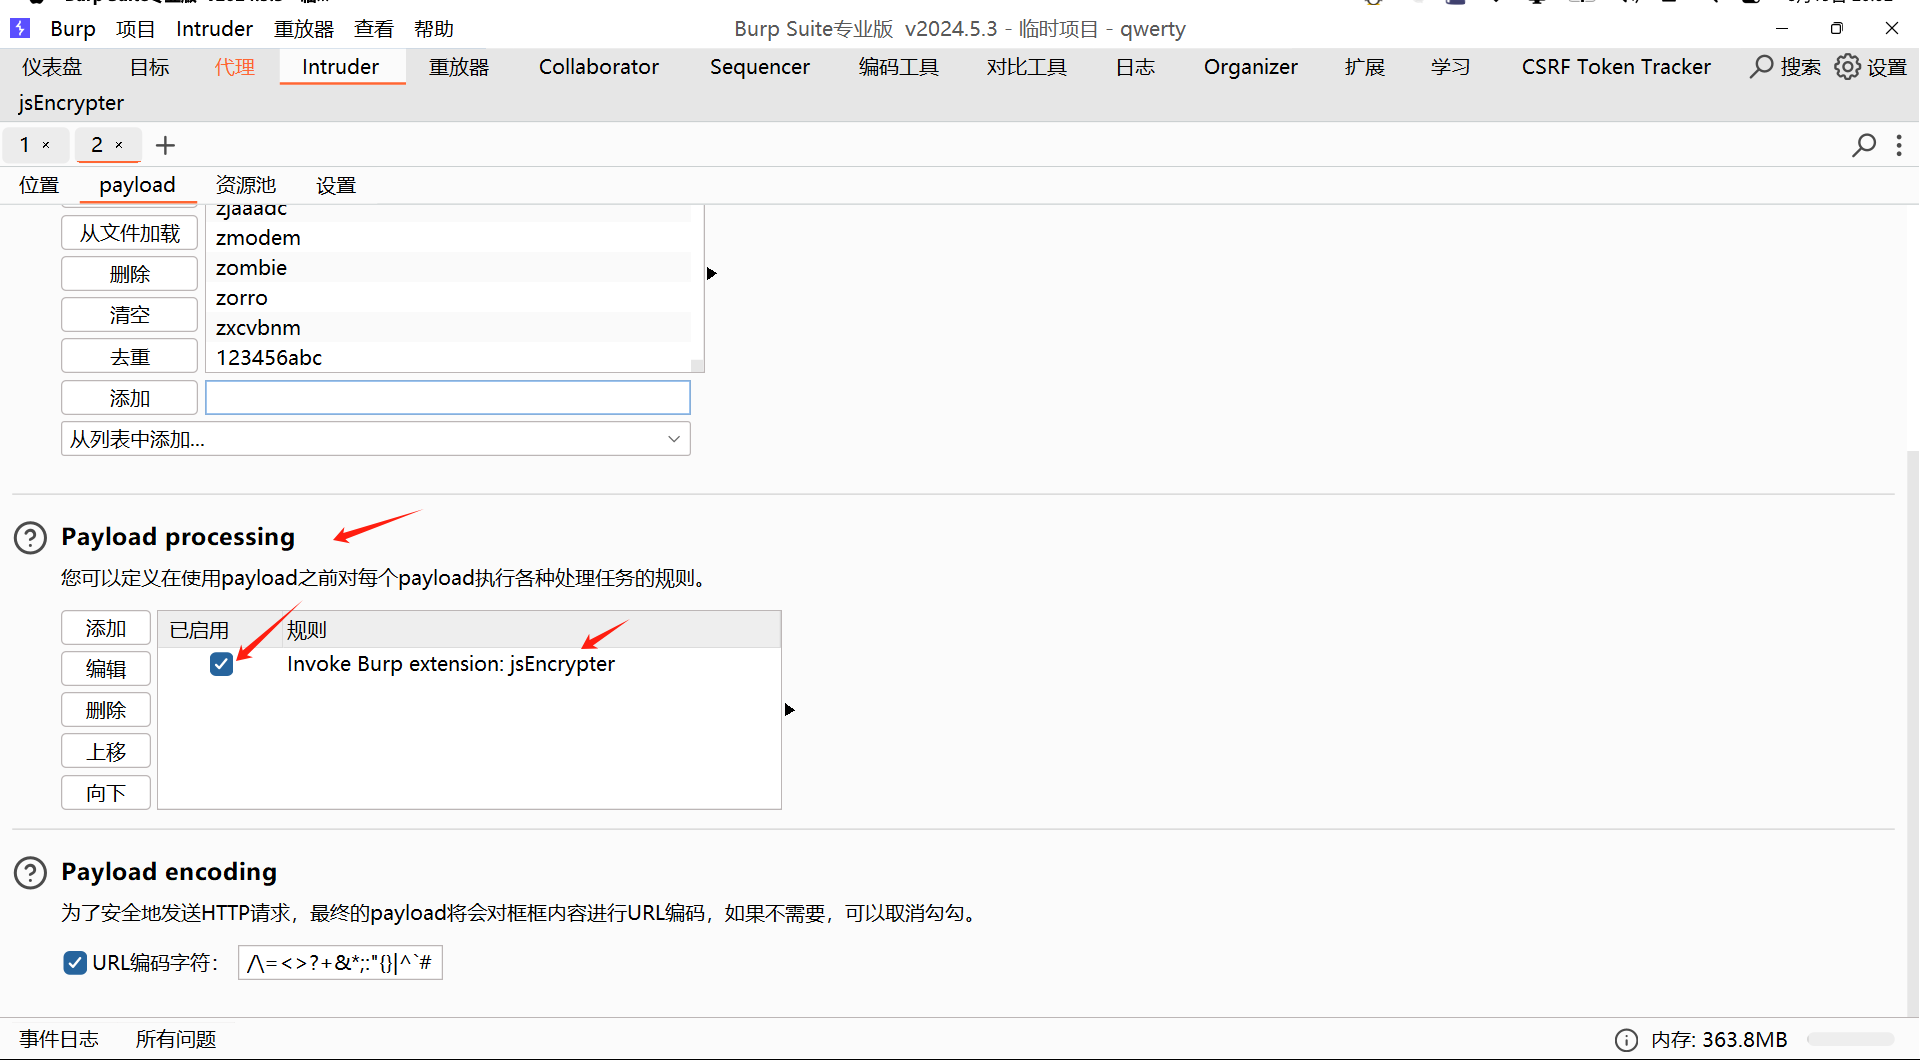 Burp 项目 Intruder 重放器 查看 帮助 Burp Suite专业版 v2024.5.3 - 临时项目 - qwerty
仪表盘 目标 代理 Intruder 重放器 Collaborator Sequencer 编码工具 对比工具 日志 Organizer 扩展 学习 CSRF Token Tracker 搜索 设置
jsEncrypter
1 × 2 × +
位置 payload 资源池 设置
zjaaadc
从文件加载 zmodem
删除 zombie
zorro
清空 zxcvbnm
去重 123456abc
添加
从列表中添加...
Payload processing
您可以定义在使用payload之前对每个payload执行各种处理任务的规则。
添加 已启用 规则
编辑 Invoke Burp extension: jsEncrypter
删除
上移
向下
Payload encoding
为了安全地发送HTTP请求，最终的payload将会对框框内容进行URL编码，如果不需要，可以取消勾勾。
URL编码字符： /\=<>?+&*;:"{}|^`#
事件日志 所有问题 内存: 363.8MB